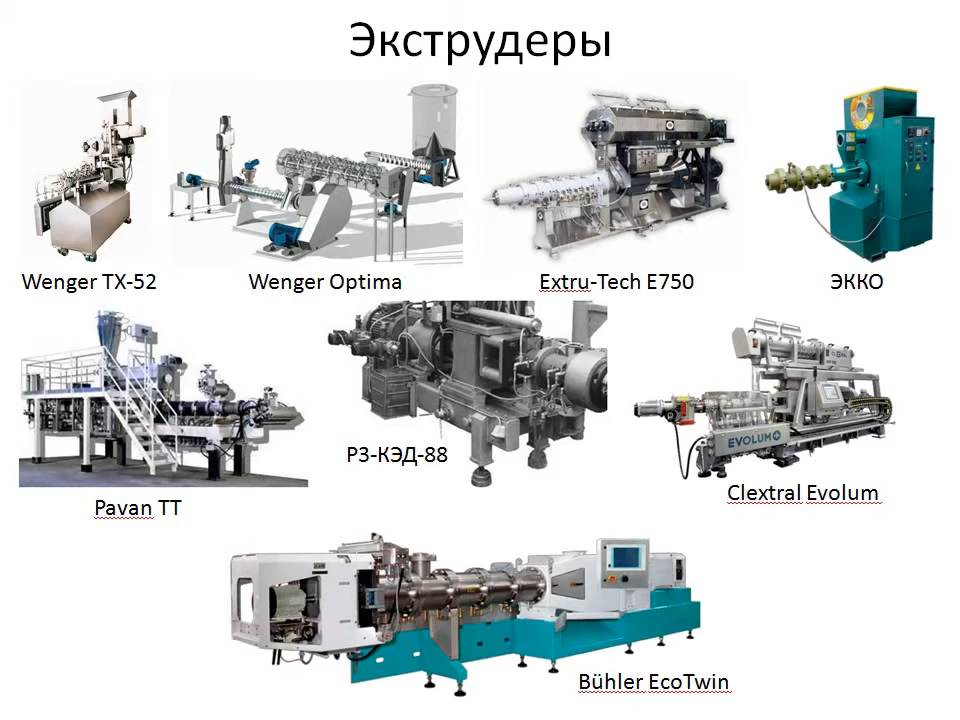 Экструдеры
Wenger TX-52
Wenger Optima
Extru-Tech E750
ЭККО
Pavan TT
РЗ-КЭД-88
EVOLUM+
Clextral Evolum
Bühler EcoTwin